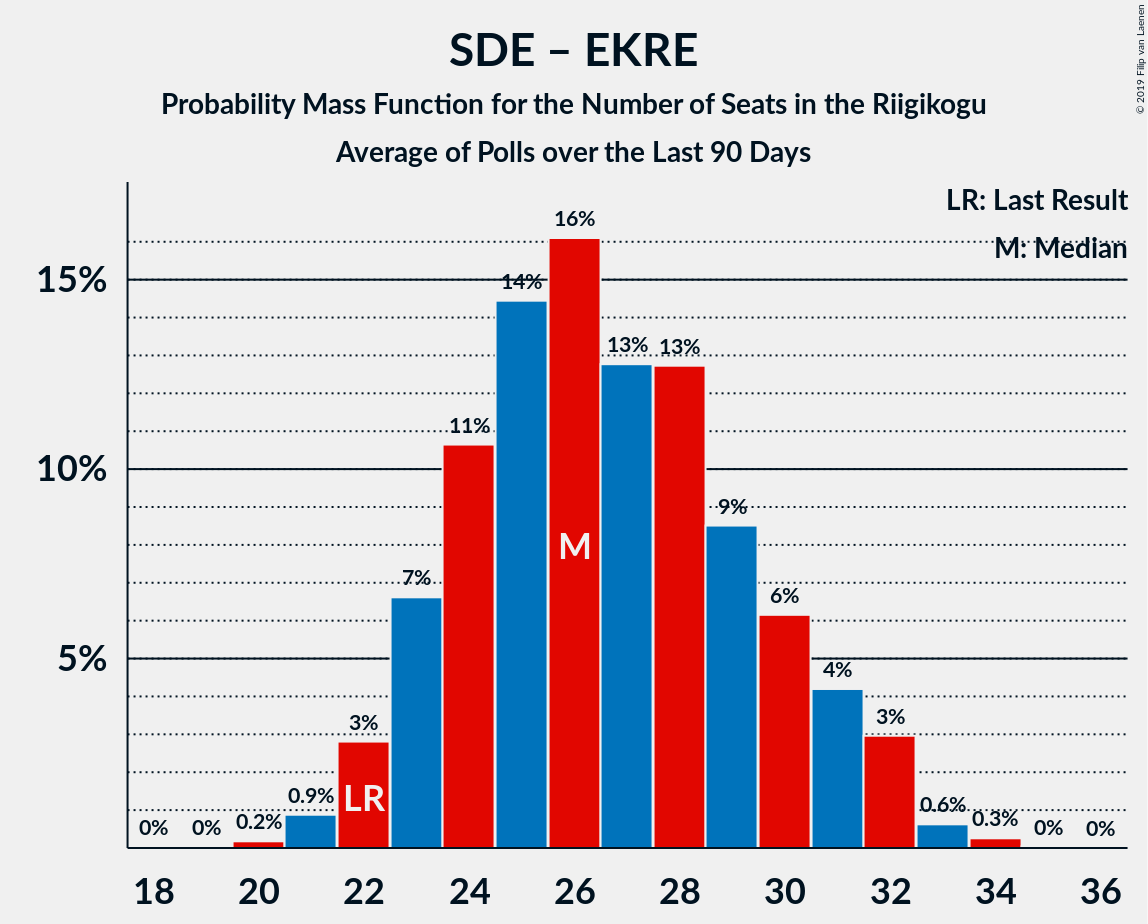 SDE – EKRE
Probability Mass Function for the Number of Seats in the Riigikogu
Average of Polls over the Last 90 Days
© 2019 Filip van Laenen
LR: Last Result
M: Median
15%
10%
5%
0%
0%
0.2%
0.9%
3%
7%
11%
14%
16%
13%
13%
9%
6%
4%
3%
0.6%
0.3%
0%
0%
LR
M
18 20 22 24 26 28 30 32 34 36